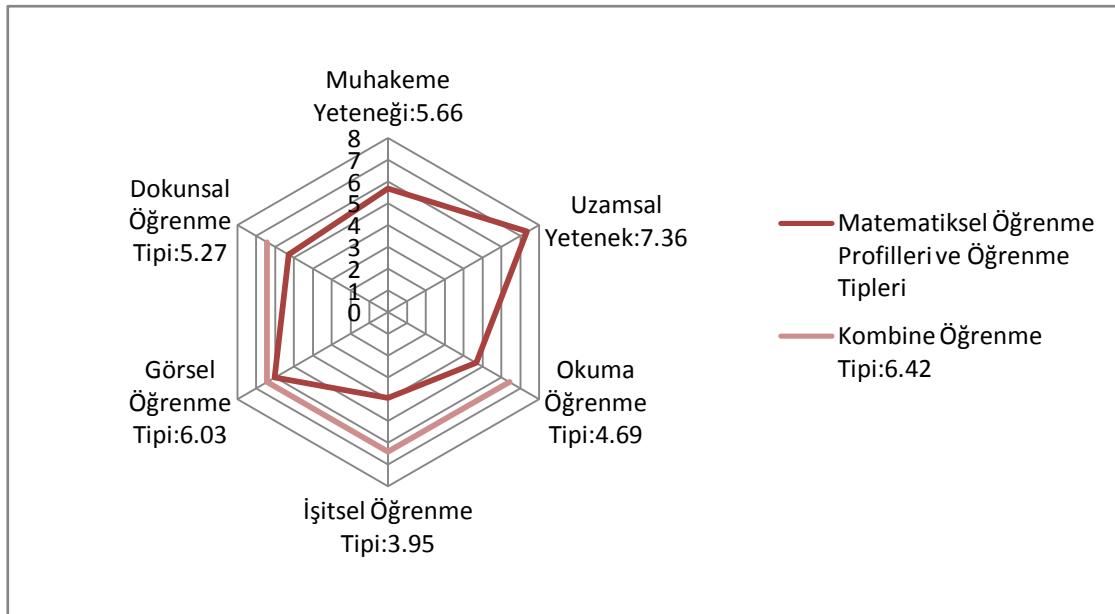 Muhakeme
Yeteneği:5.66
8
7
6
5
4
3
2
1
0
Uzamsal
Yetenek:7.36
Okuma
Öğrenme
Tipi:4.69
İşitsel Öğrenme
Tipi:3.95
Görsel
Öğrenme
Tipi:6.03
Dokunsal
Öğrenme
Tipi:5.27
Matematiksel Öğrenme
Profilleri ve Öğrenme
Tipleri
Kombine Öğrenme
Tipi:6.42